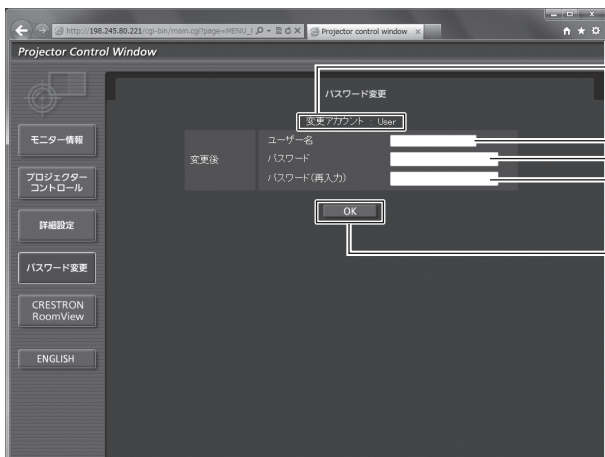 http://198.245.80.221/cgi-bin/main.cgi?page=MENU_I
Projector control window
Projector Control Window
パスワード変更
変更アカウント : User
モニター情報
ユーザー名
変更後
パスワード
パスワード(再入力)
プロジェクター
コントロール
OK
詳細設定
パスワード変更
CRESTRON
RoomView
ENGLISH